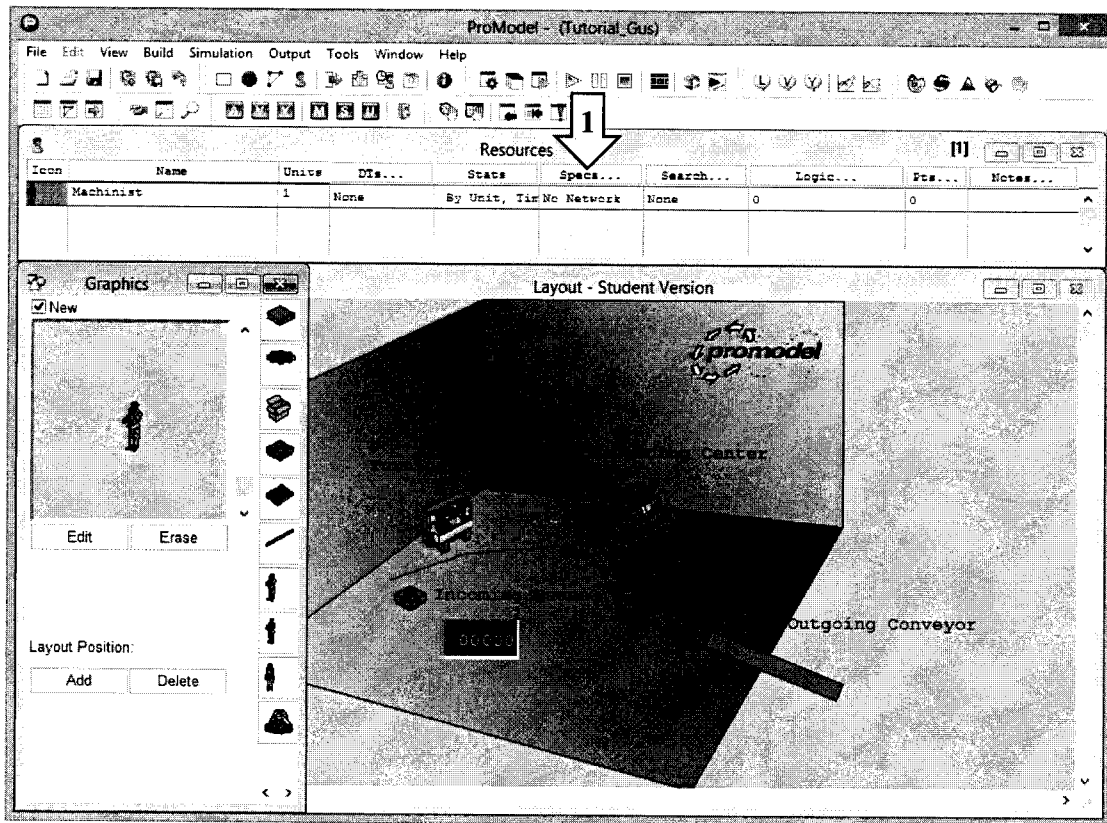 ProModel - (Tutorial_Gus)
File Edit View Build Simulation Output Tools Window Help
1
Resources
[1]
Icon Name Units DTs... Stats Specs... Search... Logic... Pts... Notes...
Machinist 1 None By Unit, Tim No Network None 0 0
Graphics
New
Edit Erase
Layout Position:
Add Delete
Layout - Student Version
promodel
Center
Incoming
Outgoing Conveyor